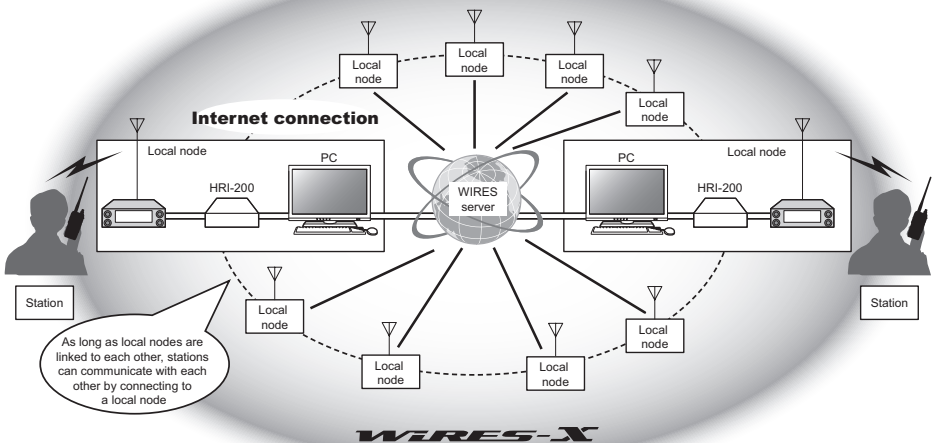 Local
node
Local
node
Local
node
Local
node
Internet connection
Local node
PC
HRI-200
WIRES
server
PC
Local node
HRI-200
Station
Station
Local
node
Local
node
Local
node
Local
node
As long as local nodes are
linked to each other, stations
can communicate with each
other by connecting to
a local node
WIRES-X